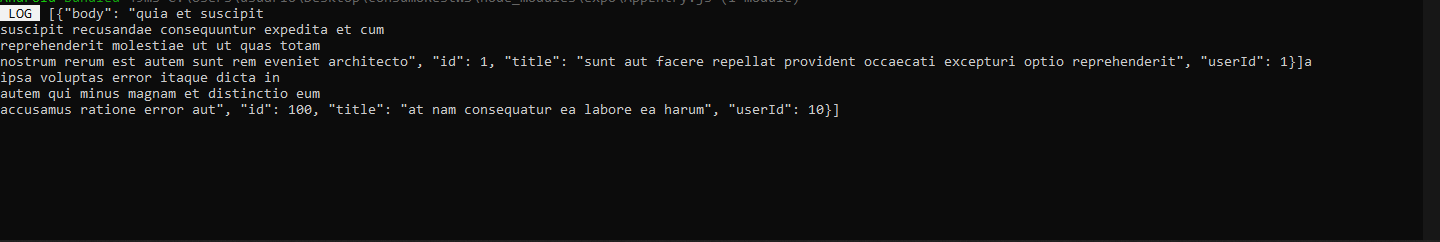 LOG [{"body": "quia et suscipit
suscipit recusandae consequuntur expedita et cum
reprehenderit molestiae ut ut quas totam
nostrum rerum est autem sunt rem eveniet architecto", "id": 1, "title": "sunt aut facere repellat provident occaecati excepturi optio reprehenderit", "userId": 1}]a
ipsa voluptas error itaque dicta in
autem qui minus magnam et distinctio eum
accusamus ratione error aut", "id": 100, "title": "at nam consequatur ea labore ea harum", "userId": 10}]